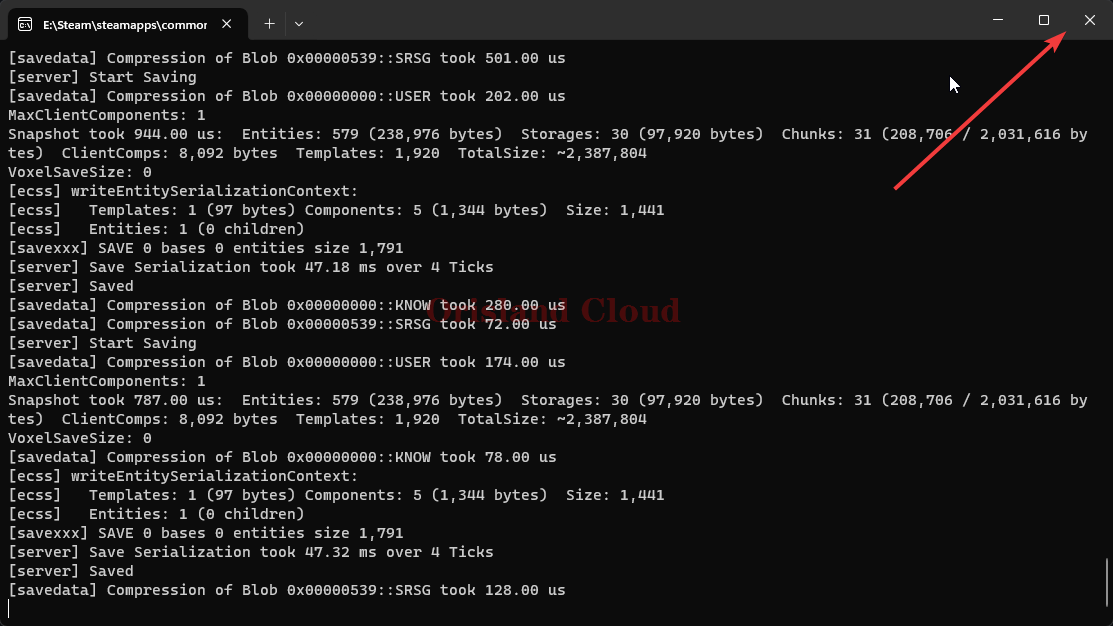 E:\Steam\steamapps\common
[savedata] Compression of Blob 0x00000539::SRSG took 501.00 us
[server] Start Saving
[savedata] Compression of Blob 0x00000000::USER took 202.00 us
MaxClientComponents: 1
Snapshot took 944.00 us:  Entities: 579 (238,976 bytes)  Storages: 30 (97,920 bytes)  Chunks: 31 (208,706 / 2,031,616 by
tes)  ClientComps: 8,092 bytes  Templates: 1,920  TotalSize: ~2,387,804
VoxelSaveSize: 0
[ecss] writeEntitySerializationContext:
[ecss]   Templates: 1 (97 bytes) Components: 5 (1,344 bytes)  Size: 1,441
[ecss]   Entities: 1 (0 children)
[savexxx] SAVE 0 bases 0 entities size 1,791
[server] Save Serialization took 47.18 ms over 4 Ticks
[server] Saved
[savedata] Compression of Blob 0x00000000::KNOW took 280.00 us
Orisland Cloud
[savedata] Compression of Blob 0x00000539::SRSG took 72.00 us
[server] Start Saving
[savedata] Compression of Blob 0x00000000::USER took 174.00 us
MaxClientComponents: 1
Snapshot took 787.00 us:  Entities: 579 (238,976 bytes)  Storages: 30 (97,920 bytes)  Chunks: 31 (208,706 / 2,031,616 by
tes)  ClientComps: 8,092 bytes  Templates: 1,920  TotalSize: ~2,387,804
VoxelSaveSize: 0
[savedata] Compression of Blob 0x00000000::KNOW took 78.00 us
[ecss] writeEntitySerializationContext:
[ecss]   Templates: 1 (97 bytes) Components: 5 (1,344 bytes)  Size: 1,441
[ecss]   Entities: 1 (0 children)
[savexxx] SAVE 0 bases 0 entities size 1,791
[server] Save Serialization took 47.32 ms over 4 Ticks
[server] Saved
[savedata] Compression of Blob 0x00000539::SRSG took 128.00 us